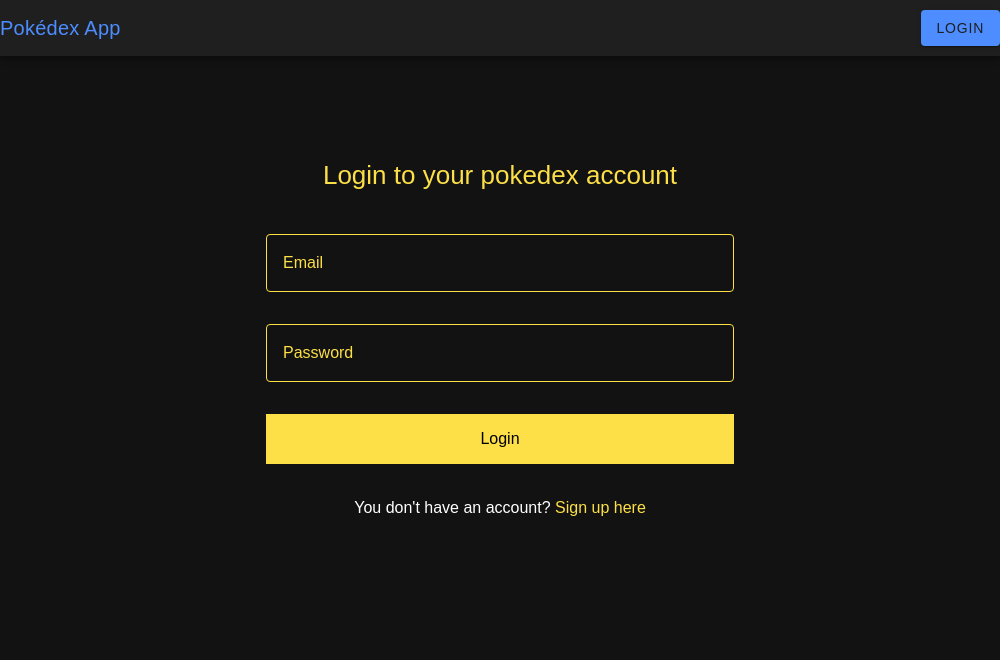 Pokédex App
LOGIN
Login to your pokedex account
Email
Password
Login
You don't have an account? Sign up here